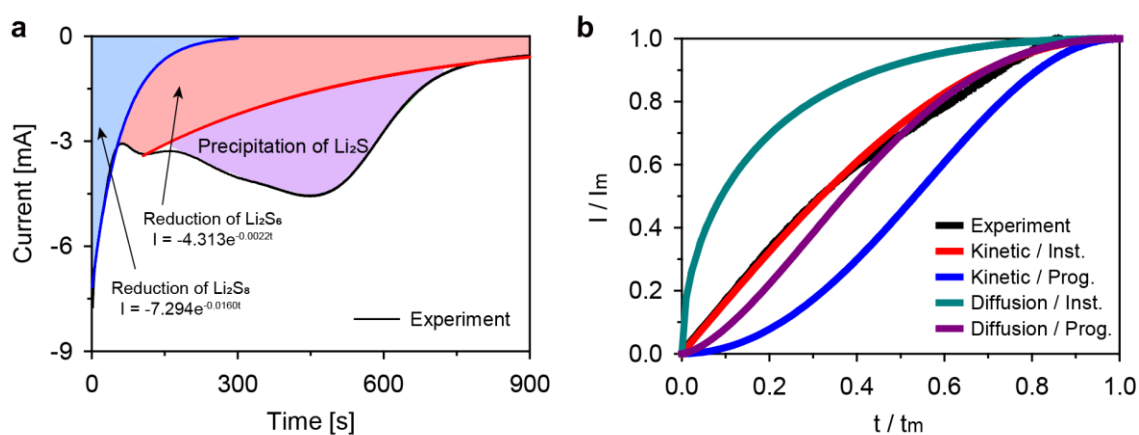 a
0
-3
-6
-9
Current [mA]
Precipitation of Li₂S
Reduction of Li₂S₆
I = -4.313e^-0.0022t
Reduction of Li₂S₈
I = -7.294e^-0.0160t
Experiment
0 300 600 900
Time [s]
b
1.0
0.8
0.6
0.4
0.2
0.0
I / Im
Experiment
Kinetic / Inst.
Kinetic / Prog.
Diffusion / Inst.
Diffusion / Prog.
0.0 0.2 0.4 0.6 0.8 1.0
t / tm